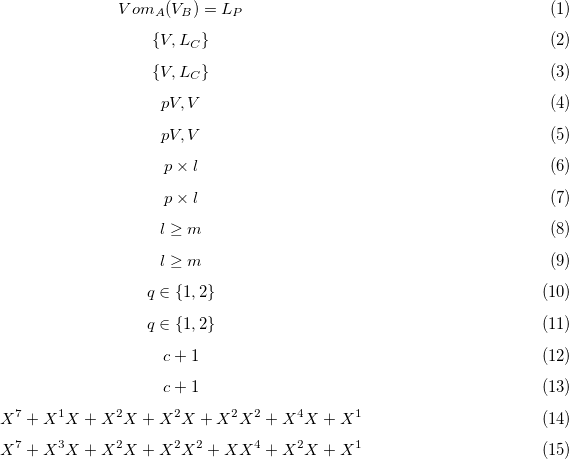 Vom_A(V_B) = L_P (1)
{V, L_C} (2)
{V, L_C} (3)
pV, V (4)
pV, V (5)
p × l (6)
p × l (7)
l ≥ m (8)
l ≥ m (9)
q ∈ {1, 2} (10)
q ∈ {1, 2} (11)
c + 1 (12)
c + 1 (13)
X^7 + X^1X + X^2X + X^2X + X^2X^2 + X^4X + X^1 (14)
X^7 + X^3X + X^2X + X^2X^2 + XX^4 + X^2X + X^1 (15)